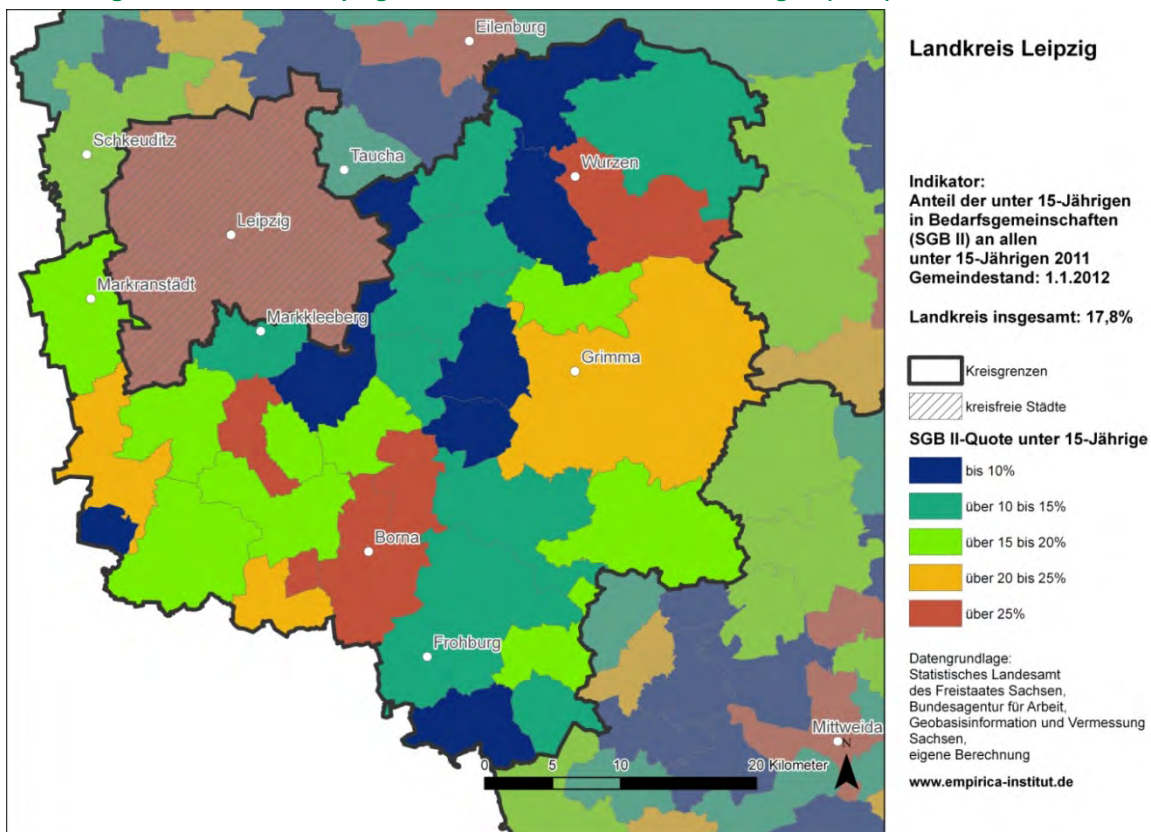 Eilenburg
Schkeuditz
Taucha
Wurzen
Leipzig
Markranstädt
Markkleeberg
Grimma
Borna
Frohburg
Mittweida
N
0 5 10 20 Kilometer
Landkreis Leipzig
Indikator:
Anteil der unter 15-Jährigen
in Bedarfsgemeinschaften
(SGB II) an allen
unter 15-Jährigen 2011
Gemeindestand: 1.1.2012
Landkreis insgesamt: 17,8%
Kreisgrenzen
kreisfreie Städte
SGB II-Quote unter 15-Jährige
bis 10%
über 10 bis 15%
über 15 bis 20%
über 20 bis 25%
über 25%
Datengrundlage:
Statistisches Landesamt
des Freistaates Sachsen,
Bundesagentur für Arbeit,
Geobasisinformation und Vermessung
Sachsen,
eigene Berechnung
www.empirica-institut.de